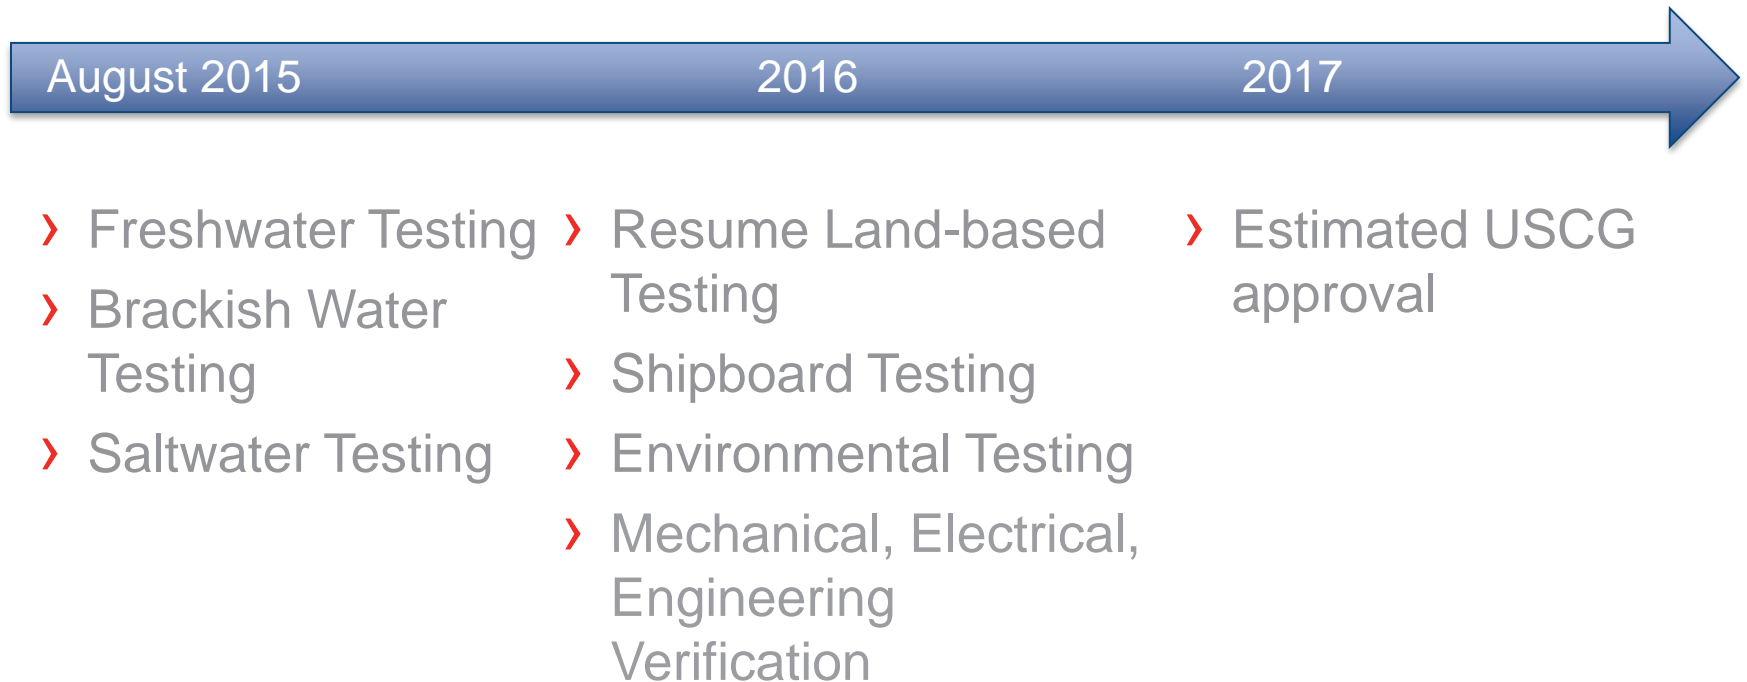 August 2015
2016
2017
Freshwater Testing
Brackish Water
Testing
Saltwater Testing
Resume Land-based
Testing
Shipboard Testing
Environmental Testing
Mechanical, Electrical,
Engineering
Verification
Estimated USCG
approval